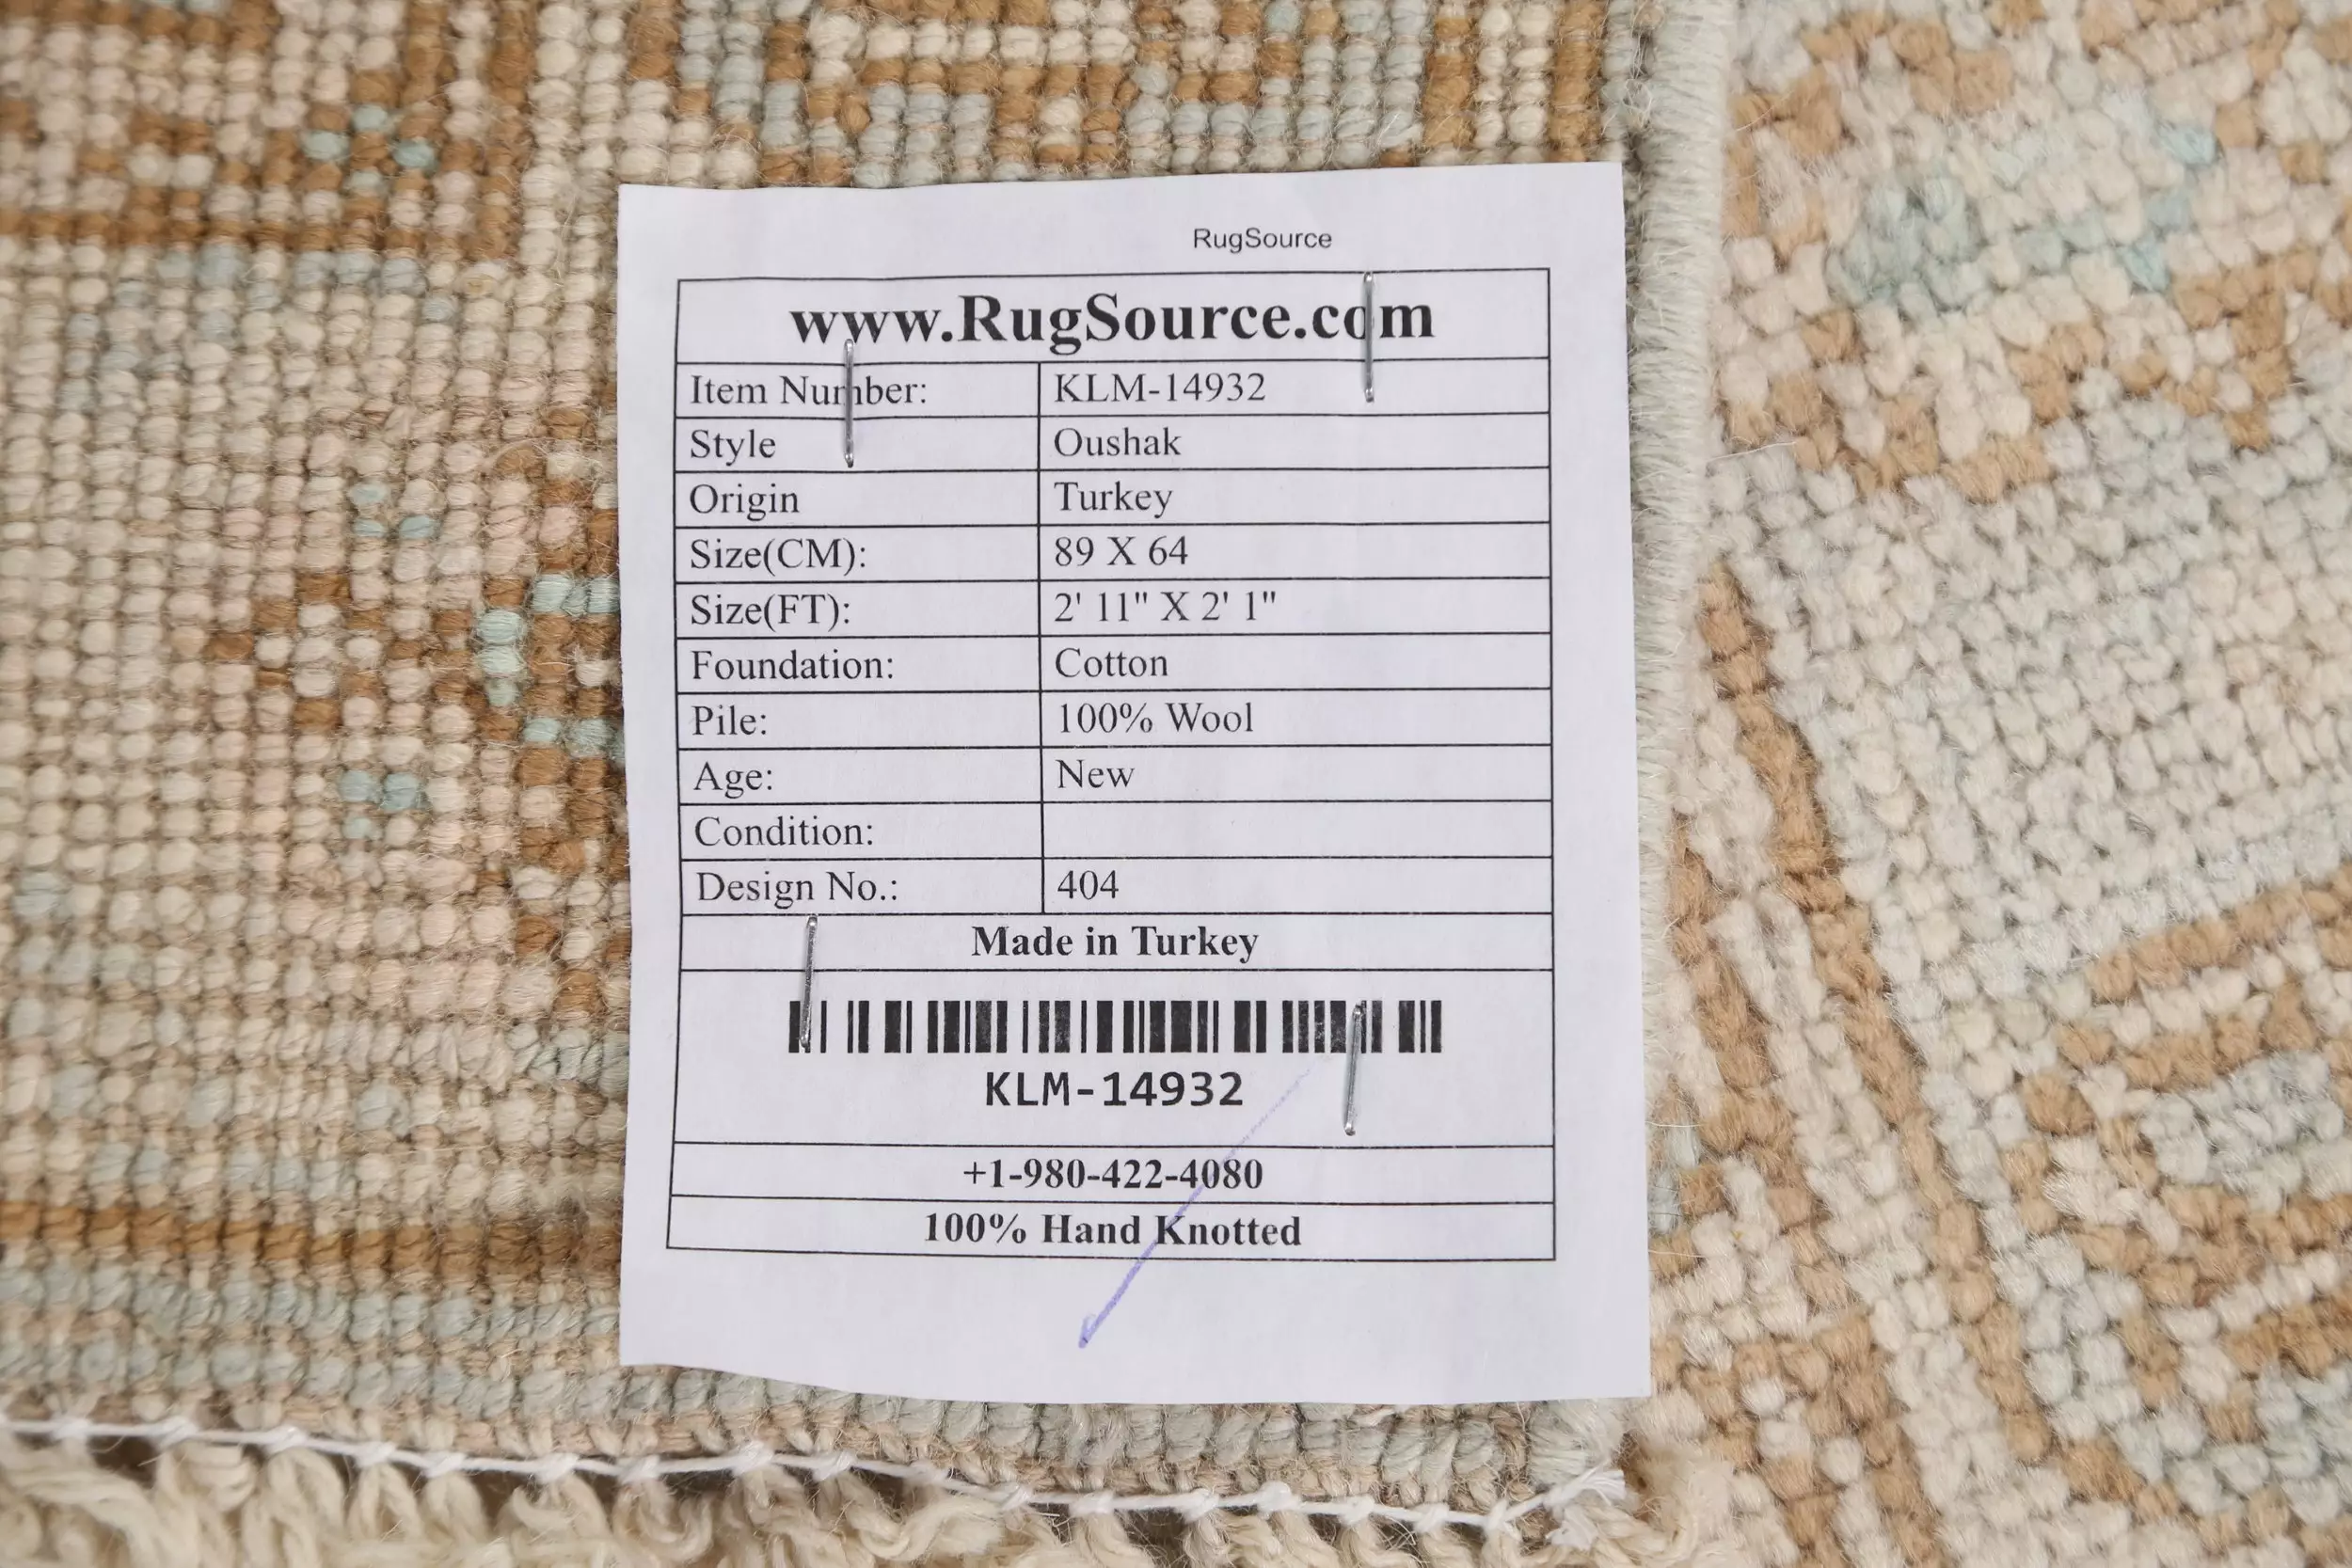 RugSource
www.RugSource.com
Item Number: KLM-14932
Style Oushak
Origin Turkey
Size(CM): 89 X 64
Size(FT): 2' 11" X 2' 1"
Foundation: Cotton
Pile: 100% Wool
Age: New
Condition:
Design No.: 404
Made in Turkey
KLM-14932
+1-980-422-4080
100% Hand Knotted